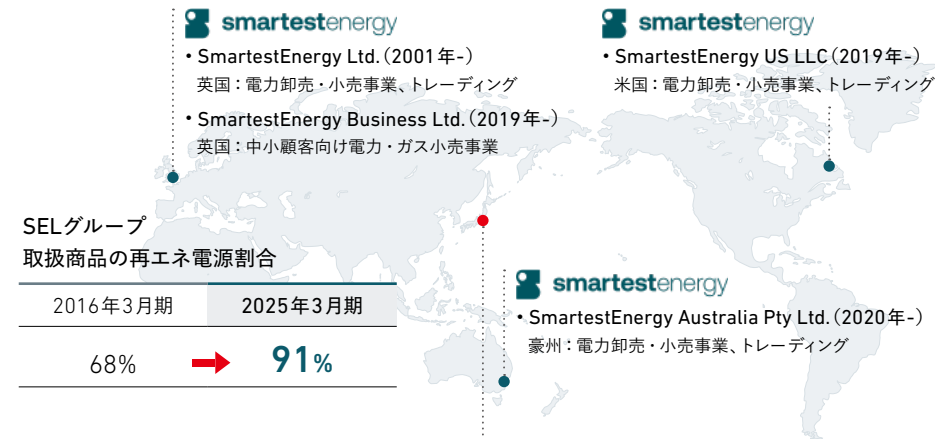 smartestenergy
・SmartestEnergy Ltd.（2001年-）
英国：電力卸売・小売事業、トレーディング
・SmartestEnergy Business Ltd.（2019年-）
英国：中小顧客向け電力・ガス小売事業
smartestenergy
・SmartestEnergy US LLC（2019年-）
米国：電力卸売・小売事業、トレーディング
SELグループ
取扱商品の再エネ電源割合
2016年3月期 2025年3月期
68% 91%
smartestenergy
・SmartestEnergy Australia Pty Ltd.（2020年-）
豪州：電力卸売・小売事業、トレーディング